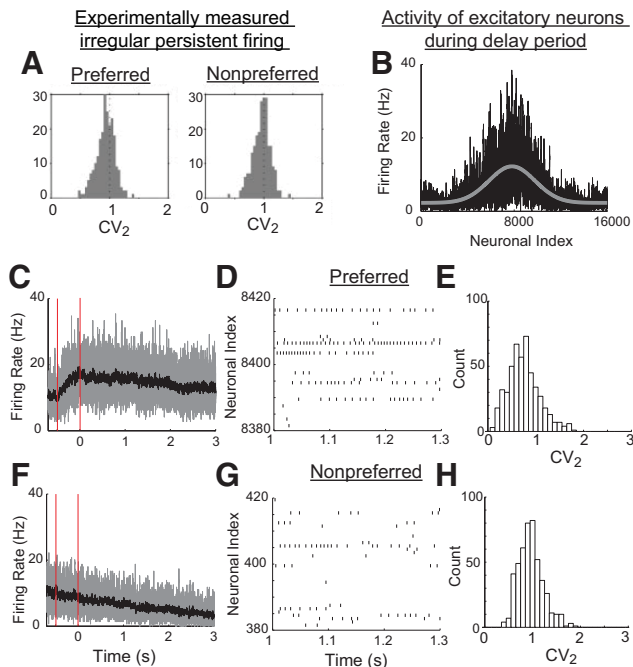 Experimentally measured
irregular persistent firing
Activity of excitatory neurons
during delay period
A
Preferred
Nonpreferred
30
20
10
0
0
1
2
CV2
30
20
10
0
0
1
2
CV2
B
Firing Rate (Hz)
40
20
0
0
8000
16000
Neuronal Index
C
Firing Rate (Hz)
40
20
0
0
1
2
3
D
Preferred
Neuronal Index
8420
8400
8380
1
1.1
1.2
1.3
E
Count
100
50
0
0
1
2
3
CV2
F
Firing Rate (Hz)
40
20
0
0
1
2
3
Time (s)
G
Nonpreferred
Neuronal Index
420
400
380
1
1.1
1.2
1.3
Time (s)
H
Count
100
50
0
0
1
2
3
CV2